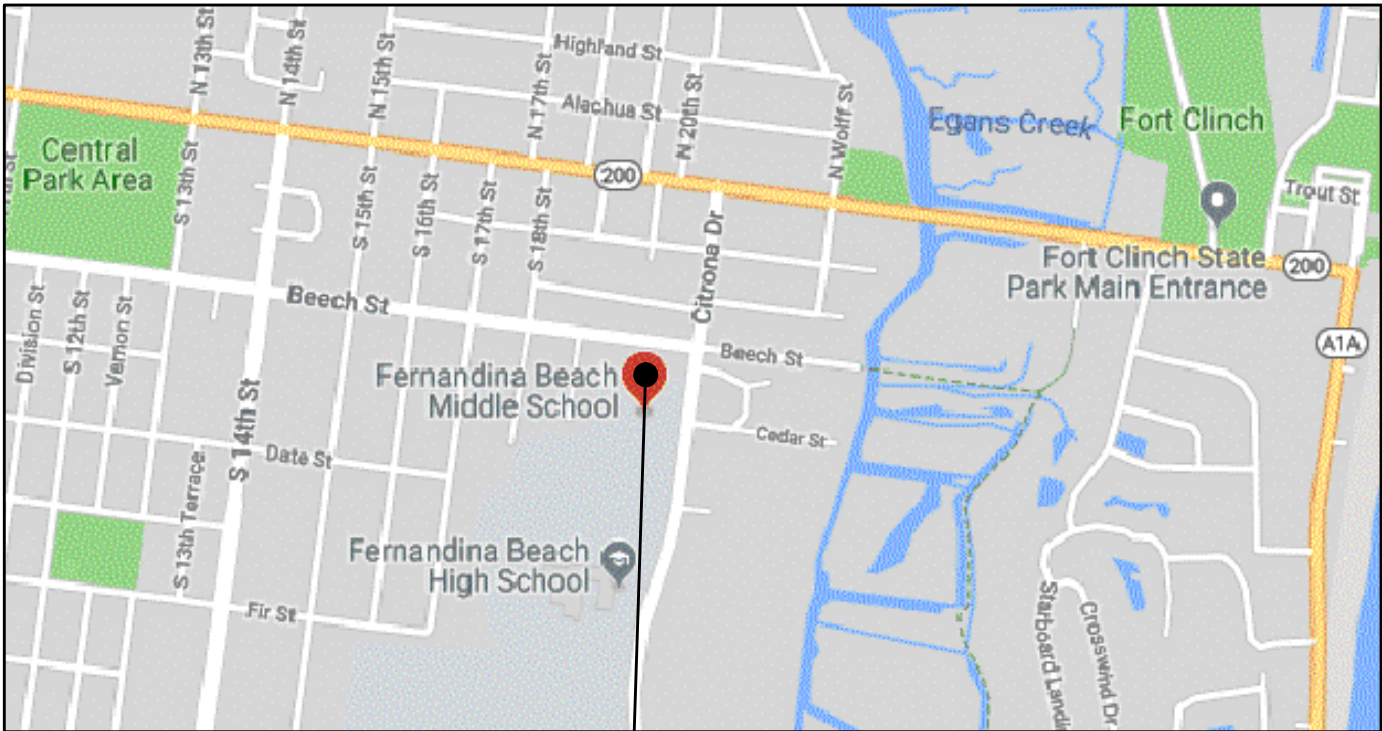 N 13th St
N 14th St
N 15th St
Highland St
N 17th St
Alachua St
N 20th St
N Wolff St
Egans Creek
Fort Clinch
Central
Park Area
S 13th St
S 15th St
S 16th St
S 17th St
S 18th St
200
Citrona Dr
Trout St
Fort Clinch State
Park Main Entrance
200
Beech St
Division St
S 12th St
Vernon St
A1A
Beech St
Fernandina Beach
Middle School
S 14th St
Cedar St
Date St
S 13th Terrace
Fernandina Beach
High School
Fir St
Starboard Landi
Crosswind Dr